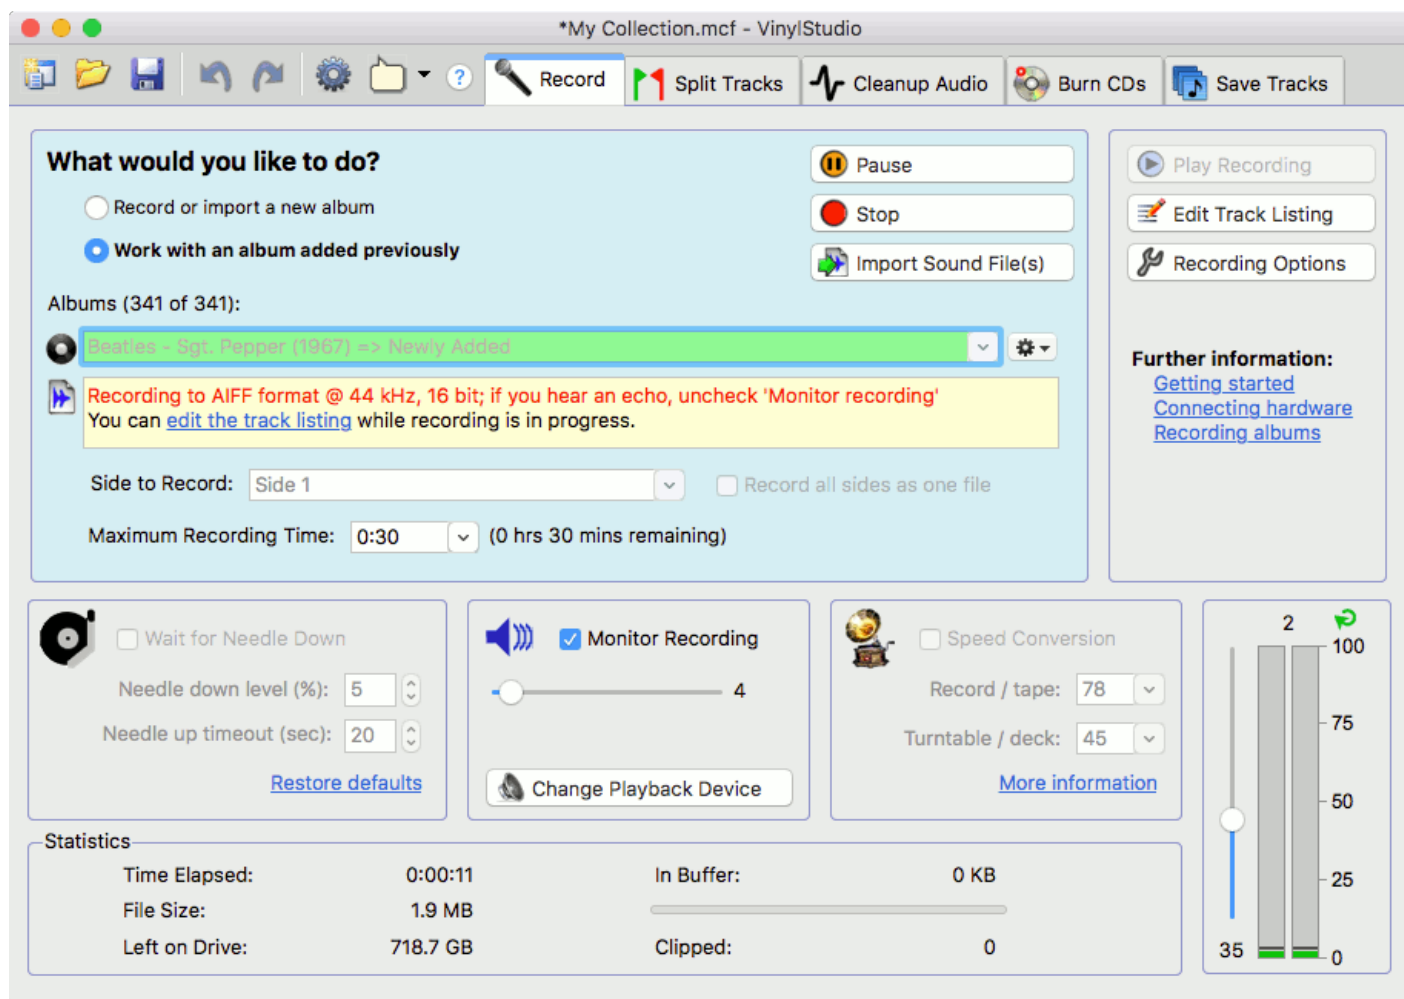 *My Collection.mcf - VinylStudio
? Record Split Tracks Cleanup Audio Burn CDs Save Tracks
What would you like to do?
Record or import a new album
Work with an album added previously
Pause
Stop
Import Sound File(s)
Play Recording
Edit Track Listing
Recording Options
Albums (341 of 341):
Beatles - Sgt. Pepper (1967) => Newly Added
Recording to AIFF format @ 44 kHz, 16 bit; if you hear an echo, uncheck 'Monitor recording'
You can edit the track listing while recording is in progress.
Side to Record: Side 1 Record all sides as one file
Maximum Recording Time: 0:30 (0 hrs 30 mins remaining)
Further information:
Getting started
Connecting hardware
Recording albums
Wait for Needle Down
Needle down level (%): 5
Needle up timeout (sec): 20
Restore defaults
Monitor Recording
4
Change Playback Device
Speed Conversion
Record / tape: 78
Turntable / deck: 45
More information
2
100
75
50
25
0
35
Statistics
Time Elapsed: 0:00:11 In Buffer: 0 KB
File Size: 1.9 MB
Left on Drive: 718.7 GB Clipped: 0